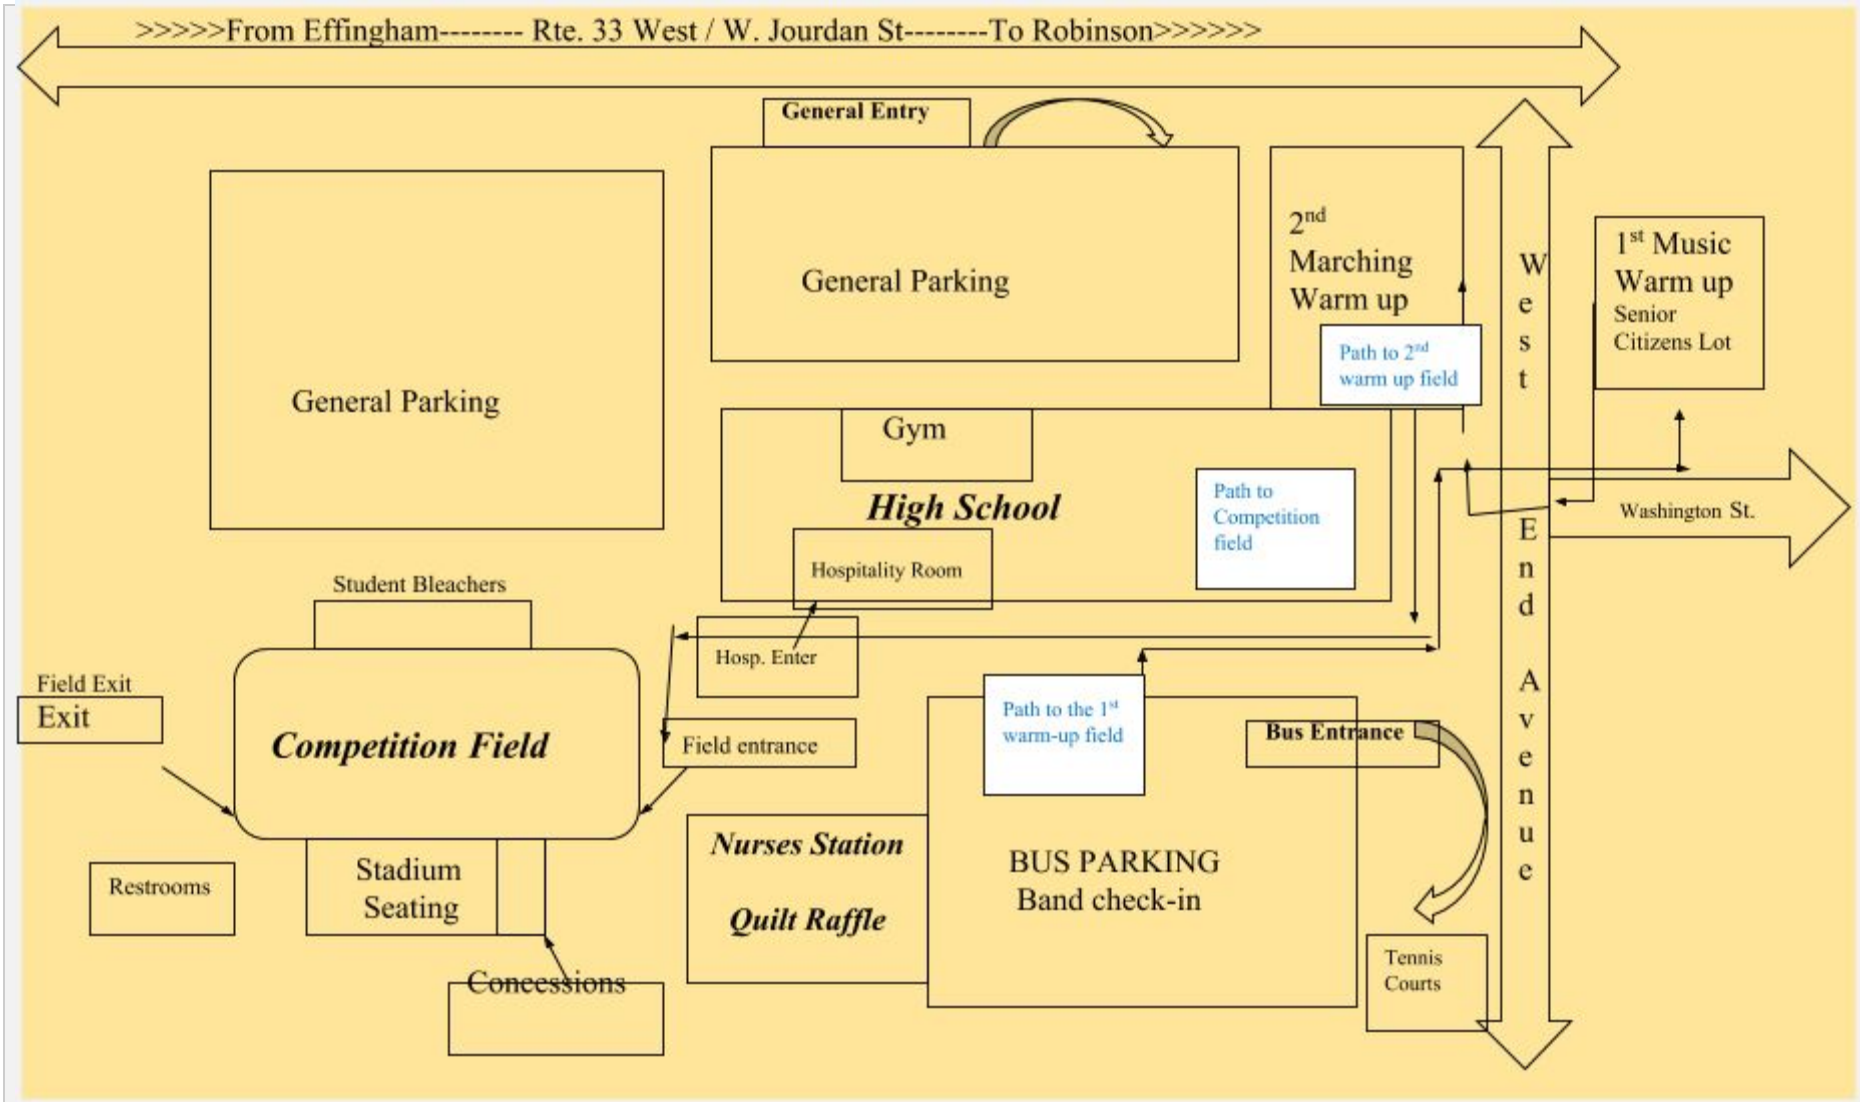 >>>>>From Effingham-------- Rte. 33 West / W. Jourdan St--------To Robinson>>>>>>
General Entry
General Parking
General Parking
2nd
Marching
Warm up
Path to 2nd
warm up field
West End Avenue
1st Music
Warm up
Senior
Citizens Lot
Washington St.
Gym
High School
Hospitality Room
Path to
Competition
field
Student Bleachers
Hosp. Enter
Field Exit
Exit
Competition Field
Field entrance
Path to the 1st
warm-up field
Bus Entrance
Nurses Station
Quilt Raffle
BUS PARKING
Band check-in
Restrooms
Stadium
Seating
Concessions
Tennis
Courts